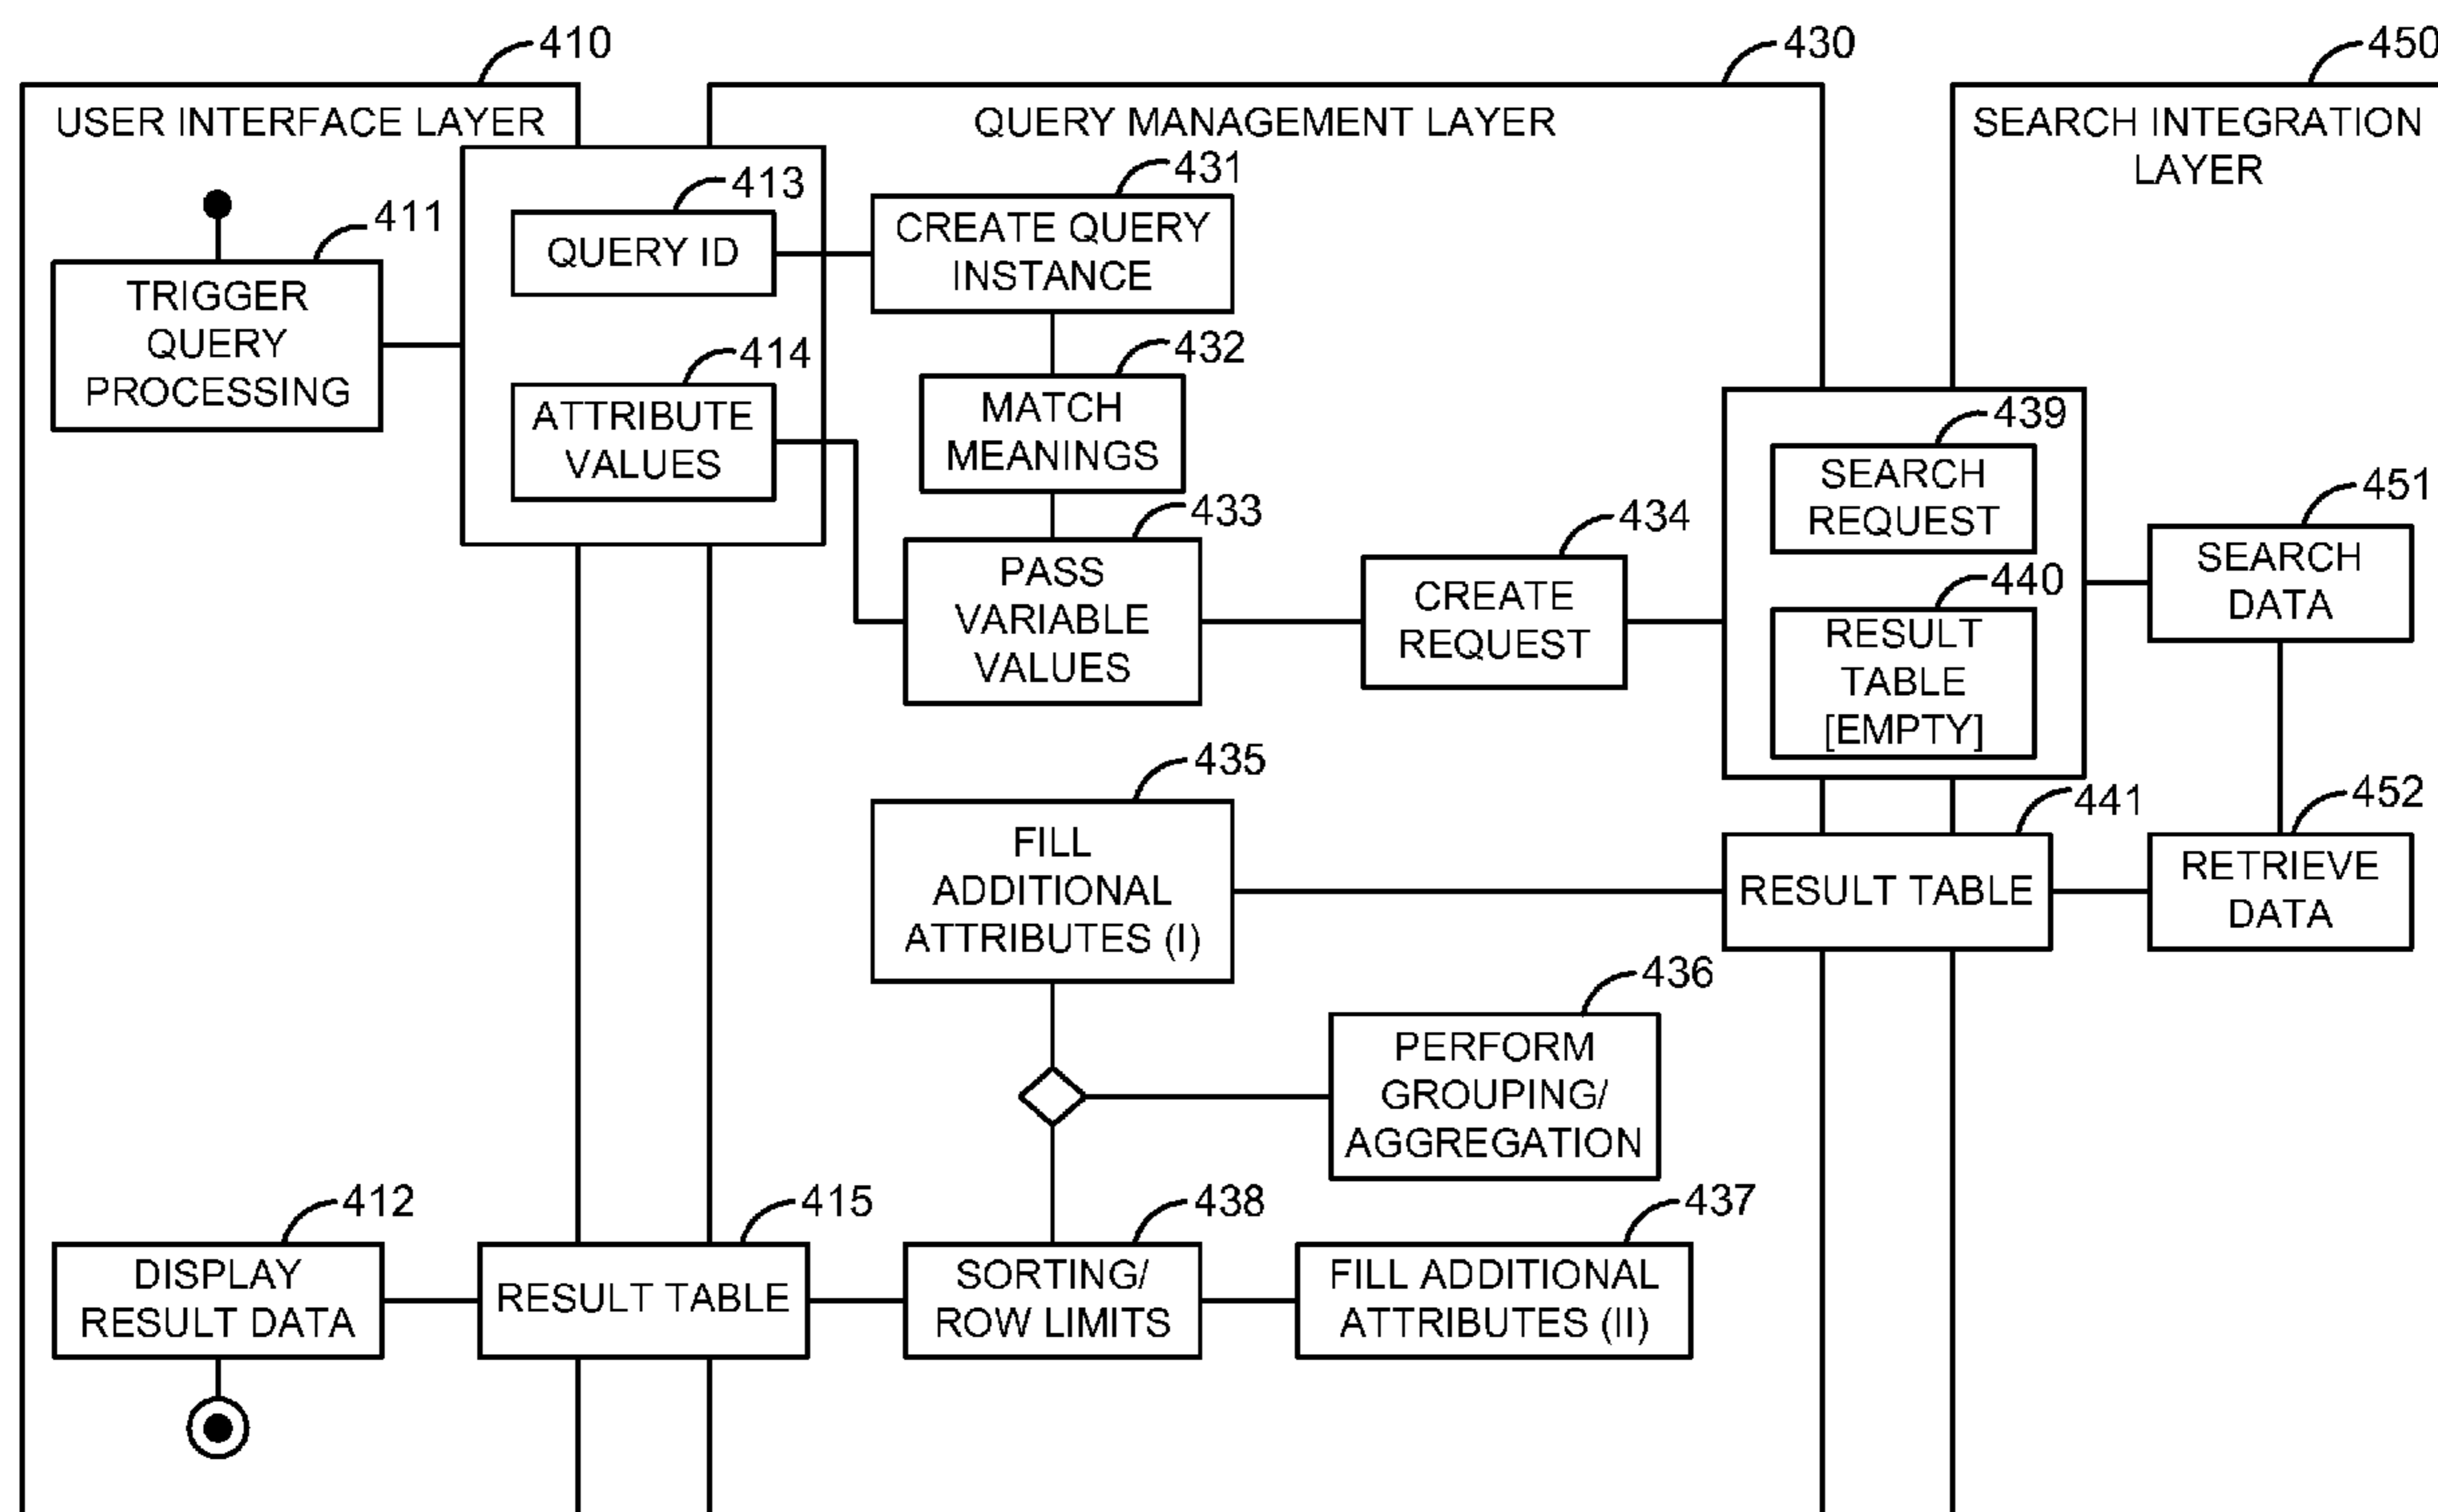 410
430
450
USER INTERFACE LAYER
QUERY MANAGEMENT LAYER
SEARCH INTEGRATION
LAYER
411
TRIGGER
QUERY
PROCESSING
413
QUERY ID
414
ATTRIBUTE
VALUES
431
CREATE QUERY
INSTANCE
432
MATCH
MEANINGS
433
PASS
VARIABLE
VALUES
434
CREATE
REQUEST
439
SEARCH
REQUEST
440
RESULT
TABLE
[EMPTY]
451
SEARCH
DATA
435
FILL
ADDITIONAL
ATTRIBUTES (I)
441
RESULT TABLE
452
RETRIEVE
DATA
436
PERFORM
GROUPING/
AGGREGATION
412
DISPLAY
RESULT DATA
415
RESULT TABLE
438
SORTING/
ROW LIMITS
437
FILL ADDITIONAL
ATTRIBUTES (II)